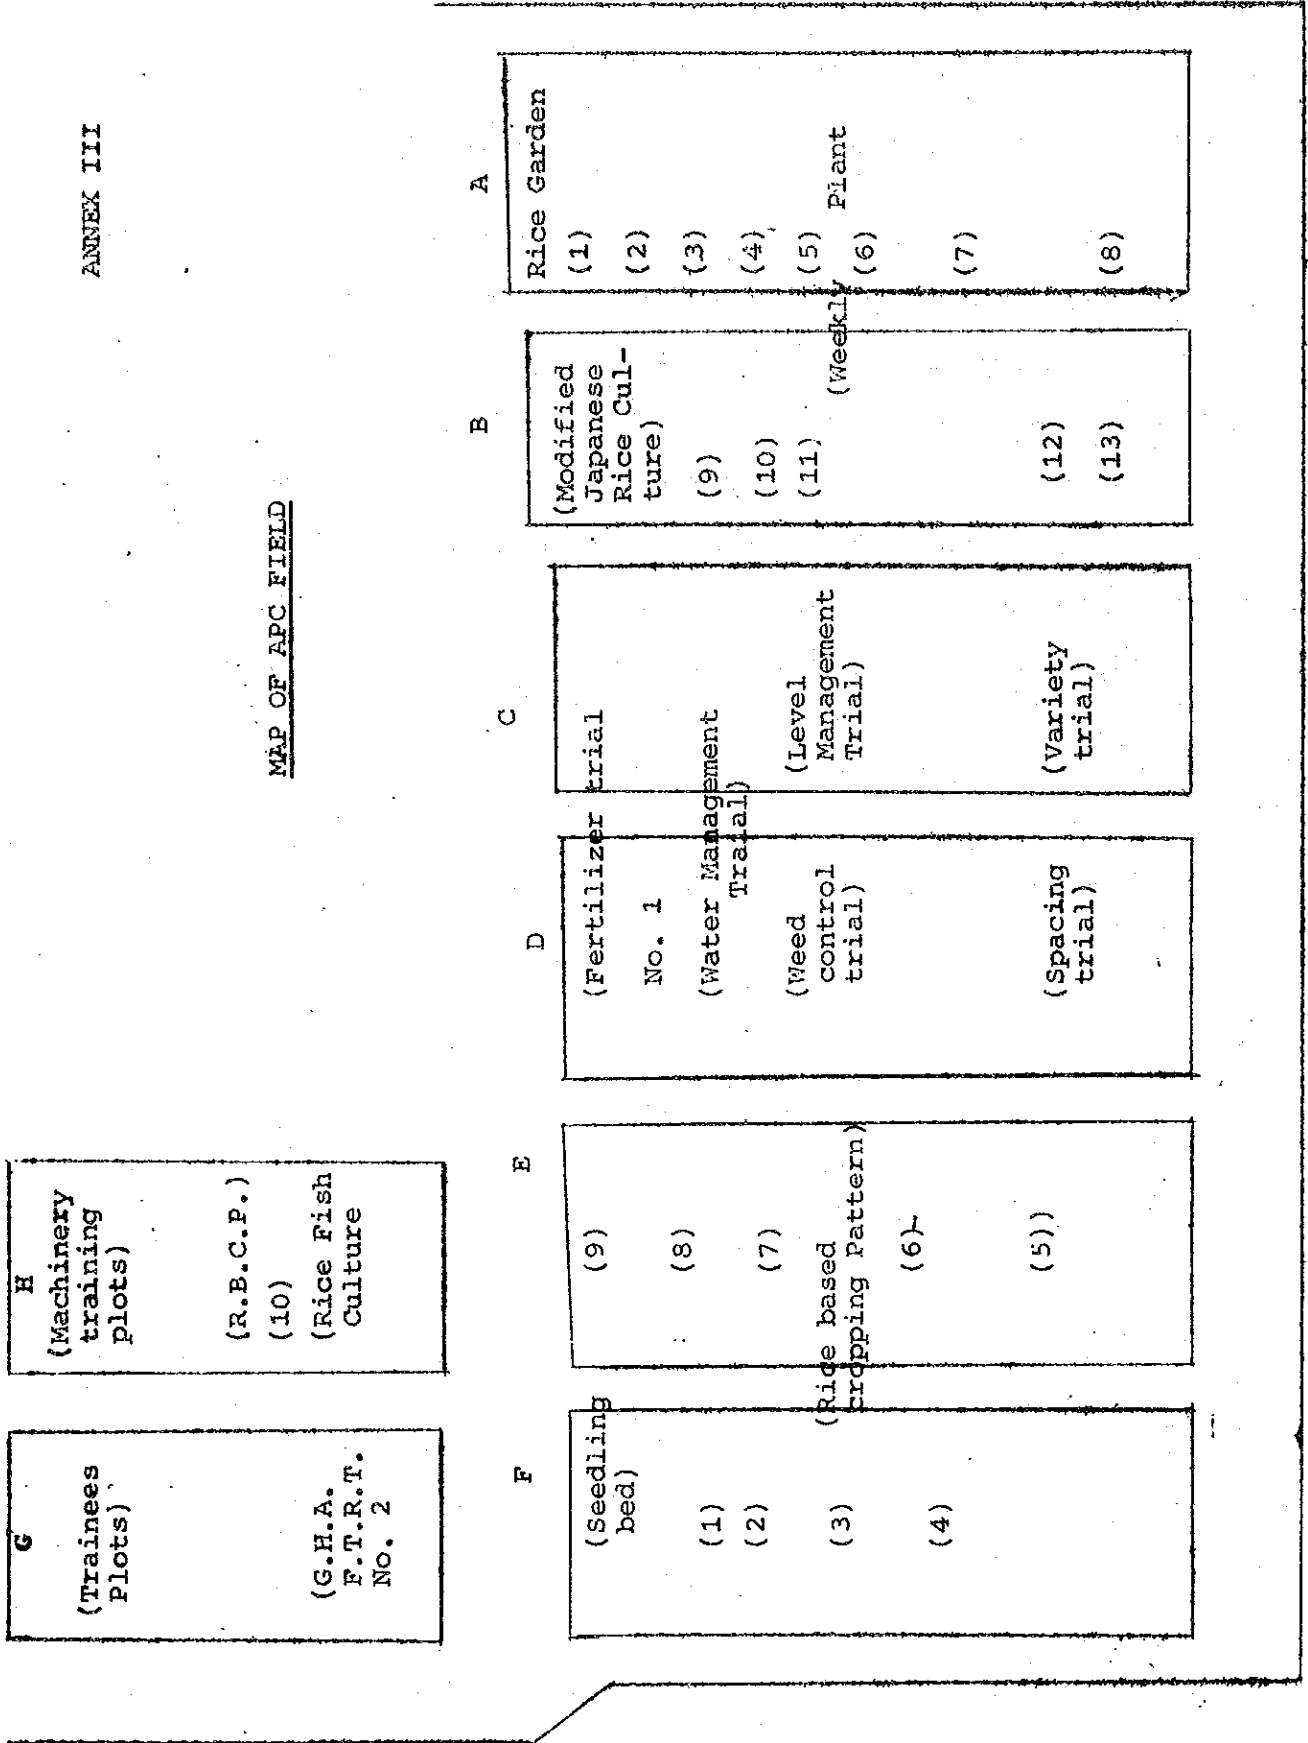 ANNEX III
MAP OF APC FIELD
G
(Trainees
Plots)
(G.H.A.
F.T.R.T.
No. 2
H
(Machinery
training
plots)
(R.B.C.P.)
(10)
(Rice Fish
Culture
F
(Seedling
bed)
(1)
(2)
(3)
(4)
E
(9)
(8)
(7)
(Rice based
cropping Pattern)
(6)-
(5))
D
(Fertilizer trial
No. 1
(Water Management
Traial)
(Weed
control
trial)
(Spacing
trial)
C
(Level
Management
Trial)
(Variety
trial)
B
(Modified
Japanese
Rice Cul-
ture)
(9)
(10)
(11)
(12)
(13)
A
Rice Garden
(1)
(2)
(3)
(4)
(5)
(Weekly Plant
(6)
(7)
(8)